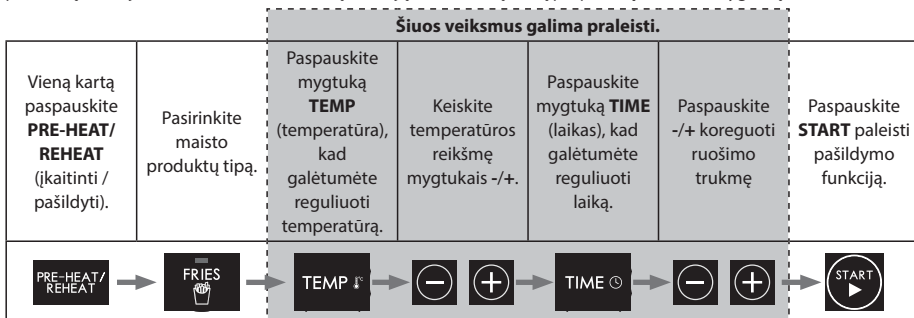 Šiuos veiksmus galima praleisti.
Vieną kartą
paspauskite
PRE-HEAT/
REHEAT
(įkaitinti /
pašildyti).
Pasirinkite
maisto
produktų tipą.
Paspauskite
mygtuką
TEMP
(temperatūra),
kad
galėtumėte
reguliuoti
temperatūrą.
Keiskite
temperatūros
reikšmę
mygtukais -/+.
Paspauskite
mygtuką TIME
(laikas), kad
galėtumėte
reguliuoti
laiką.
Paspauskite
-/+ koreguoti
ruošimo
trukmę
Paspauskite
START paleisti
pašildymo
funkciją.
PRE-HEAT/
REHEAT
FRIES
TEMP °C
- +
TIME
- +
START